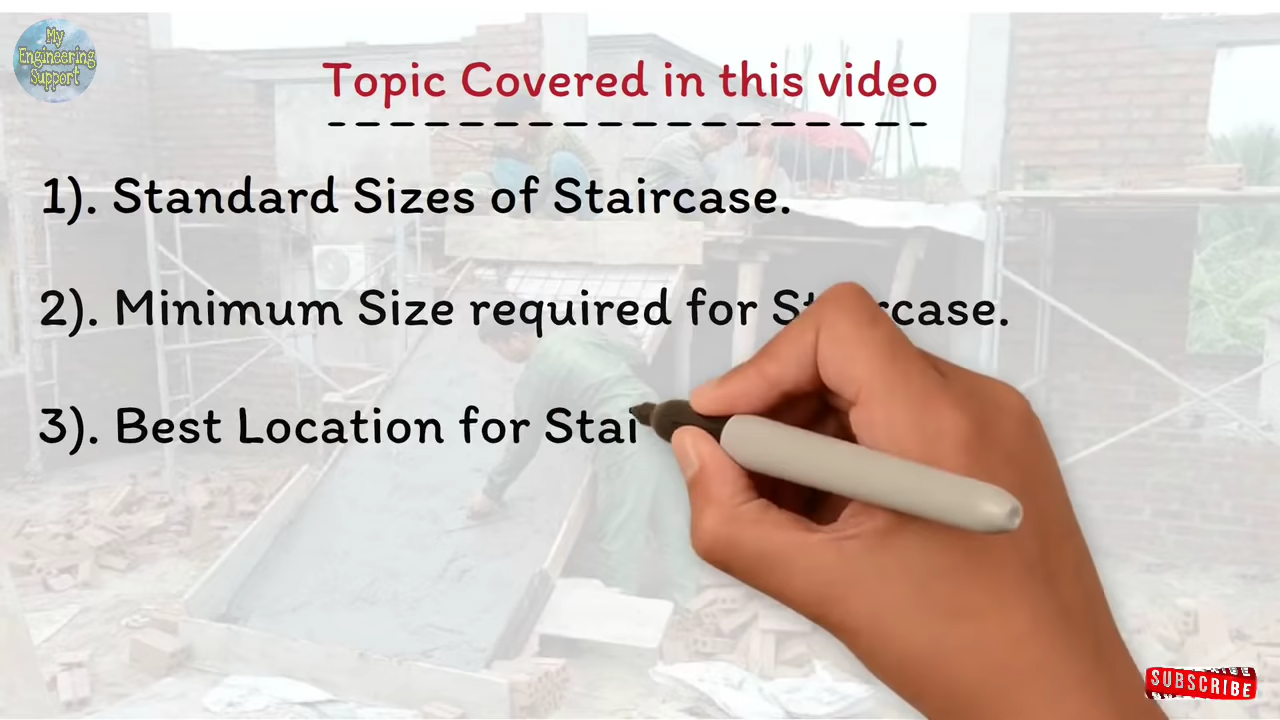 My
Engineering
Support
Topic Covered in this video
1). Standard Sizes of Staircase.
2). Minimum Size required for St rcase.
3). Best Location for Stai
SUBSCRIBE